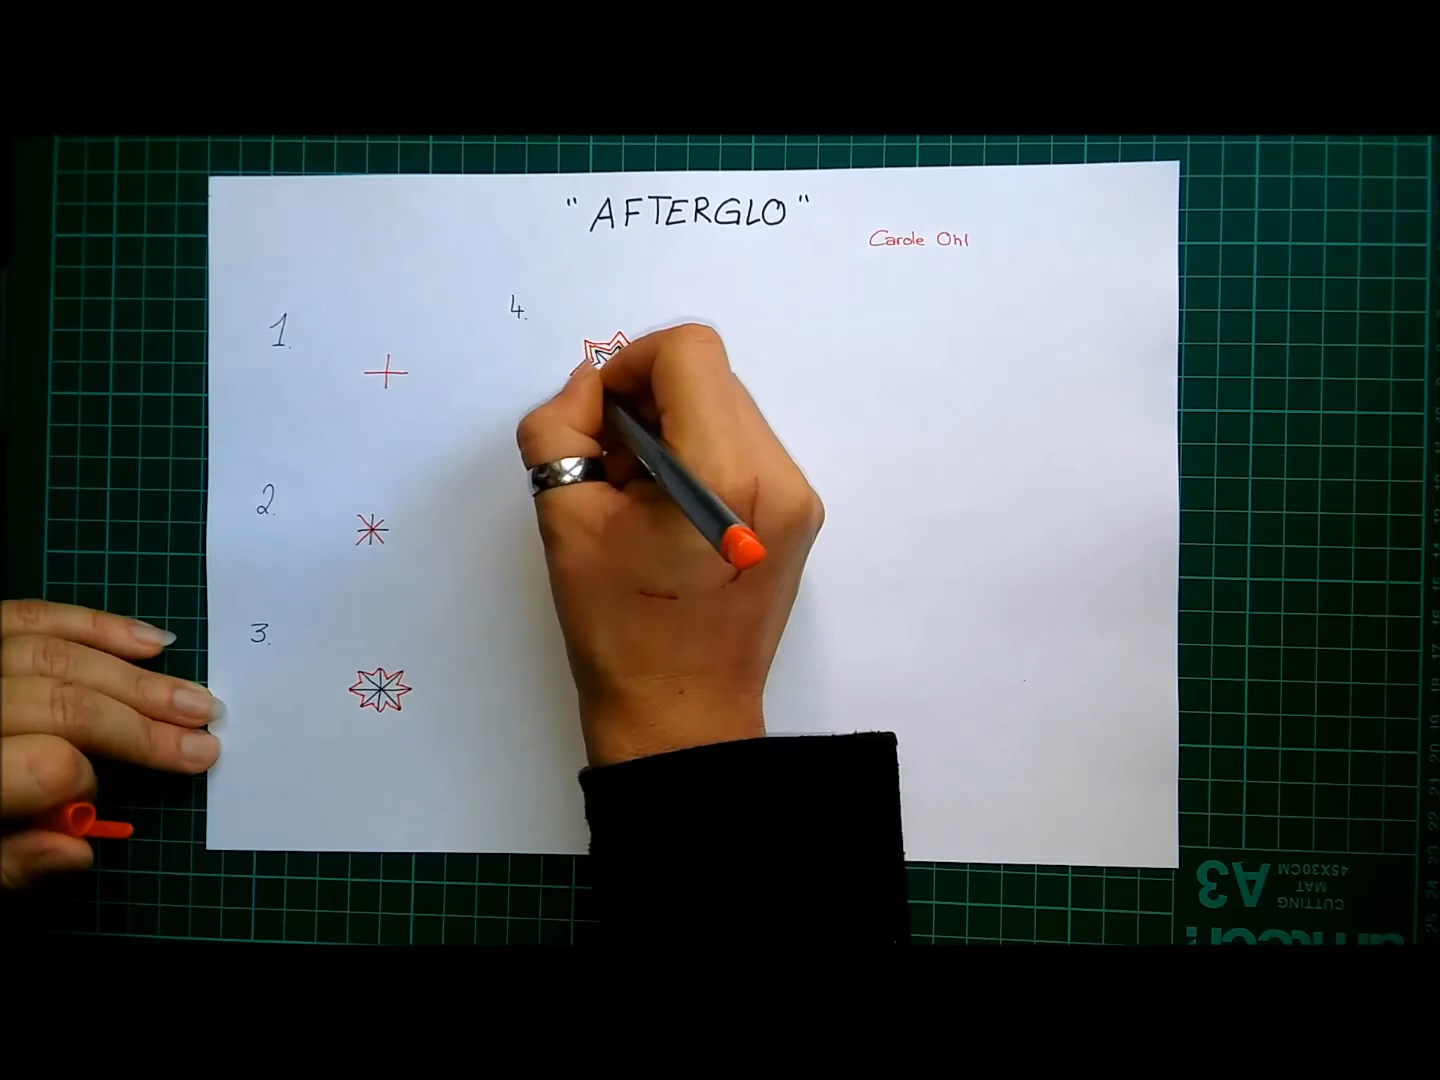 "AFTERGLO"
Carole Ohl
1.
4.
2.
3.
A3
CUTTING
MAT
45X30CM